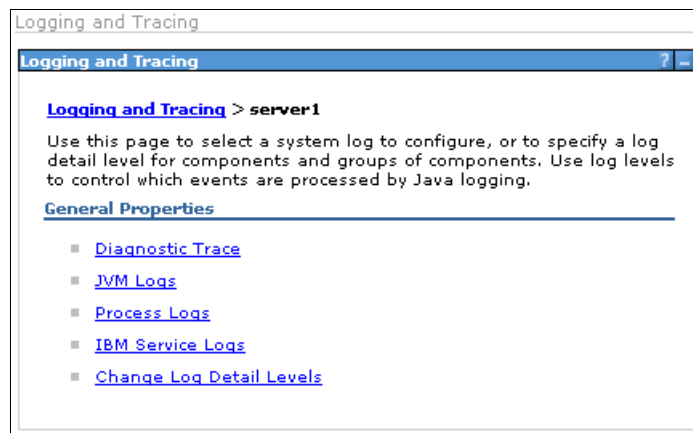 Logging and Tracing
Logging and Tracing ? –
Logging and Tracing > server1
Use this page to select a system log to configure, or to specify a log
detail level for components and groups of components. Use log levels
to control which events are processed by Java logging.
General Properties
Diagnostic Trace
JVM Logs
Process Logs
IBM Service Logs
Change Log Detail Levels